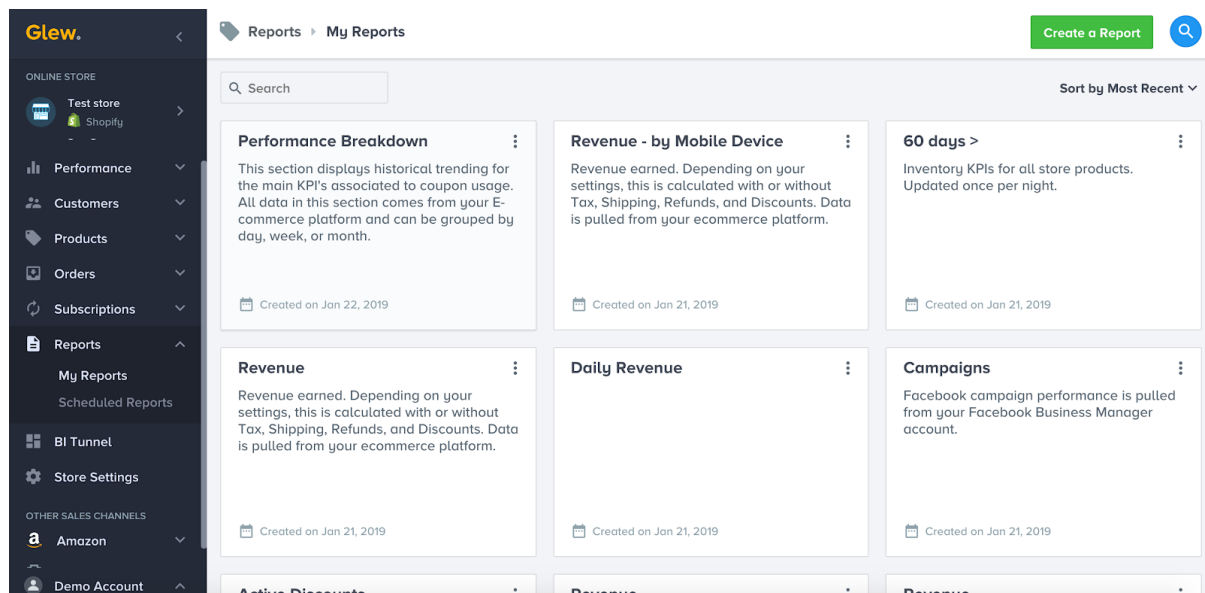 Glew.
ONLINE STORE
Test store
Shopify
Performance
Customers
Products
Orders
Subscriptions
Reports
My Reports
Scheduled Reports
BI Tunnel
Store Settings
OTHER SALES CHANNELS
Amazon
Demo Account
Reports
My Reports
Create a Report
Search
Sort by Most Recent
Performance Breakdown
This section displays historical trending for
the main KPI's associated to coupon usage.
All data in this section comes from your E-
commerce platform and can be grouped by
day, week, or month.
Created on Jan 22, 2019
Revenue - by Mobile Device
Revenue earned. Depending on your
settings, this is calculated with or without
Tax, Shipping, Refunds, and Discounts. Data
is pulled from your ecommerce platform.
Created on Jan 21, 2019
60 days >
Inventory KPIs for all store products.
Updated once per night.
Created on Jan 21, 2019
Revenue
Revenue earned. Depending on your
settings, this is calculated with or without
Tax, Shipping, Refunds, and Discounts. Data
is pulled from your ecommerce platform.
Created on Jan 21, 2019
Daily Revenue
Created on Jan 21, 2019
Campaigns
Facebook campaign performance is pulled
from your Facebook Business Manager
account.
Created on Jan 21, 2019
Active Discounts
Revenue
Revenue